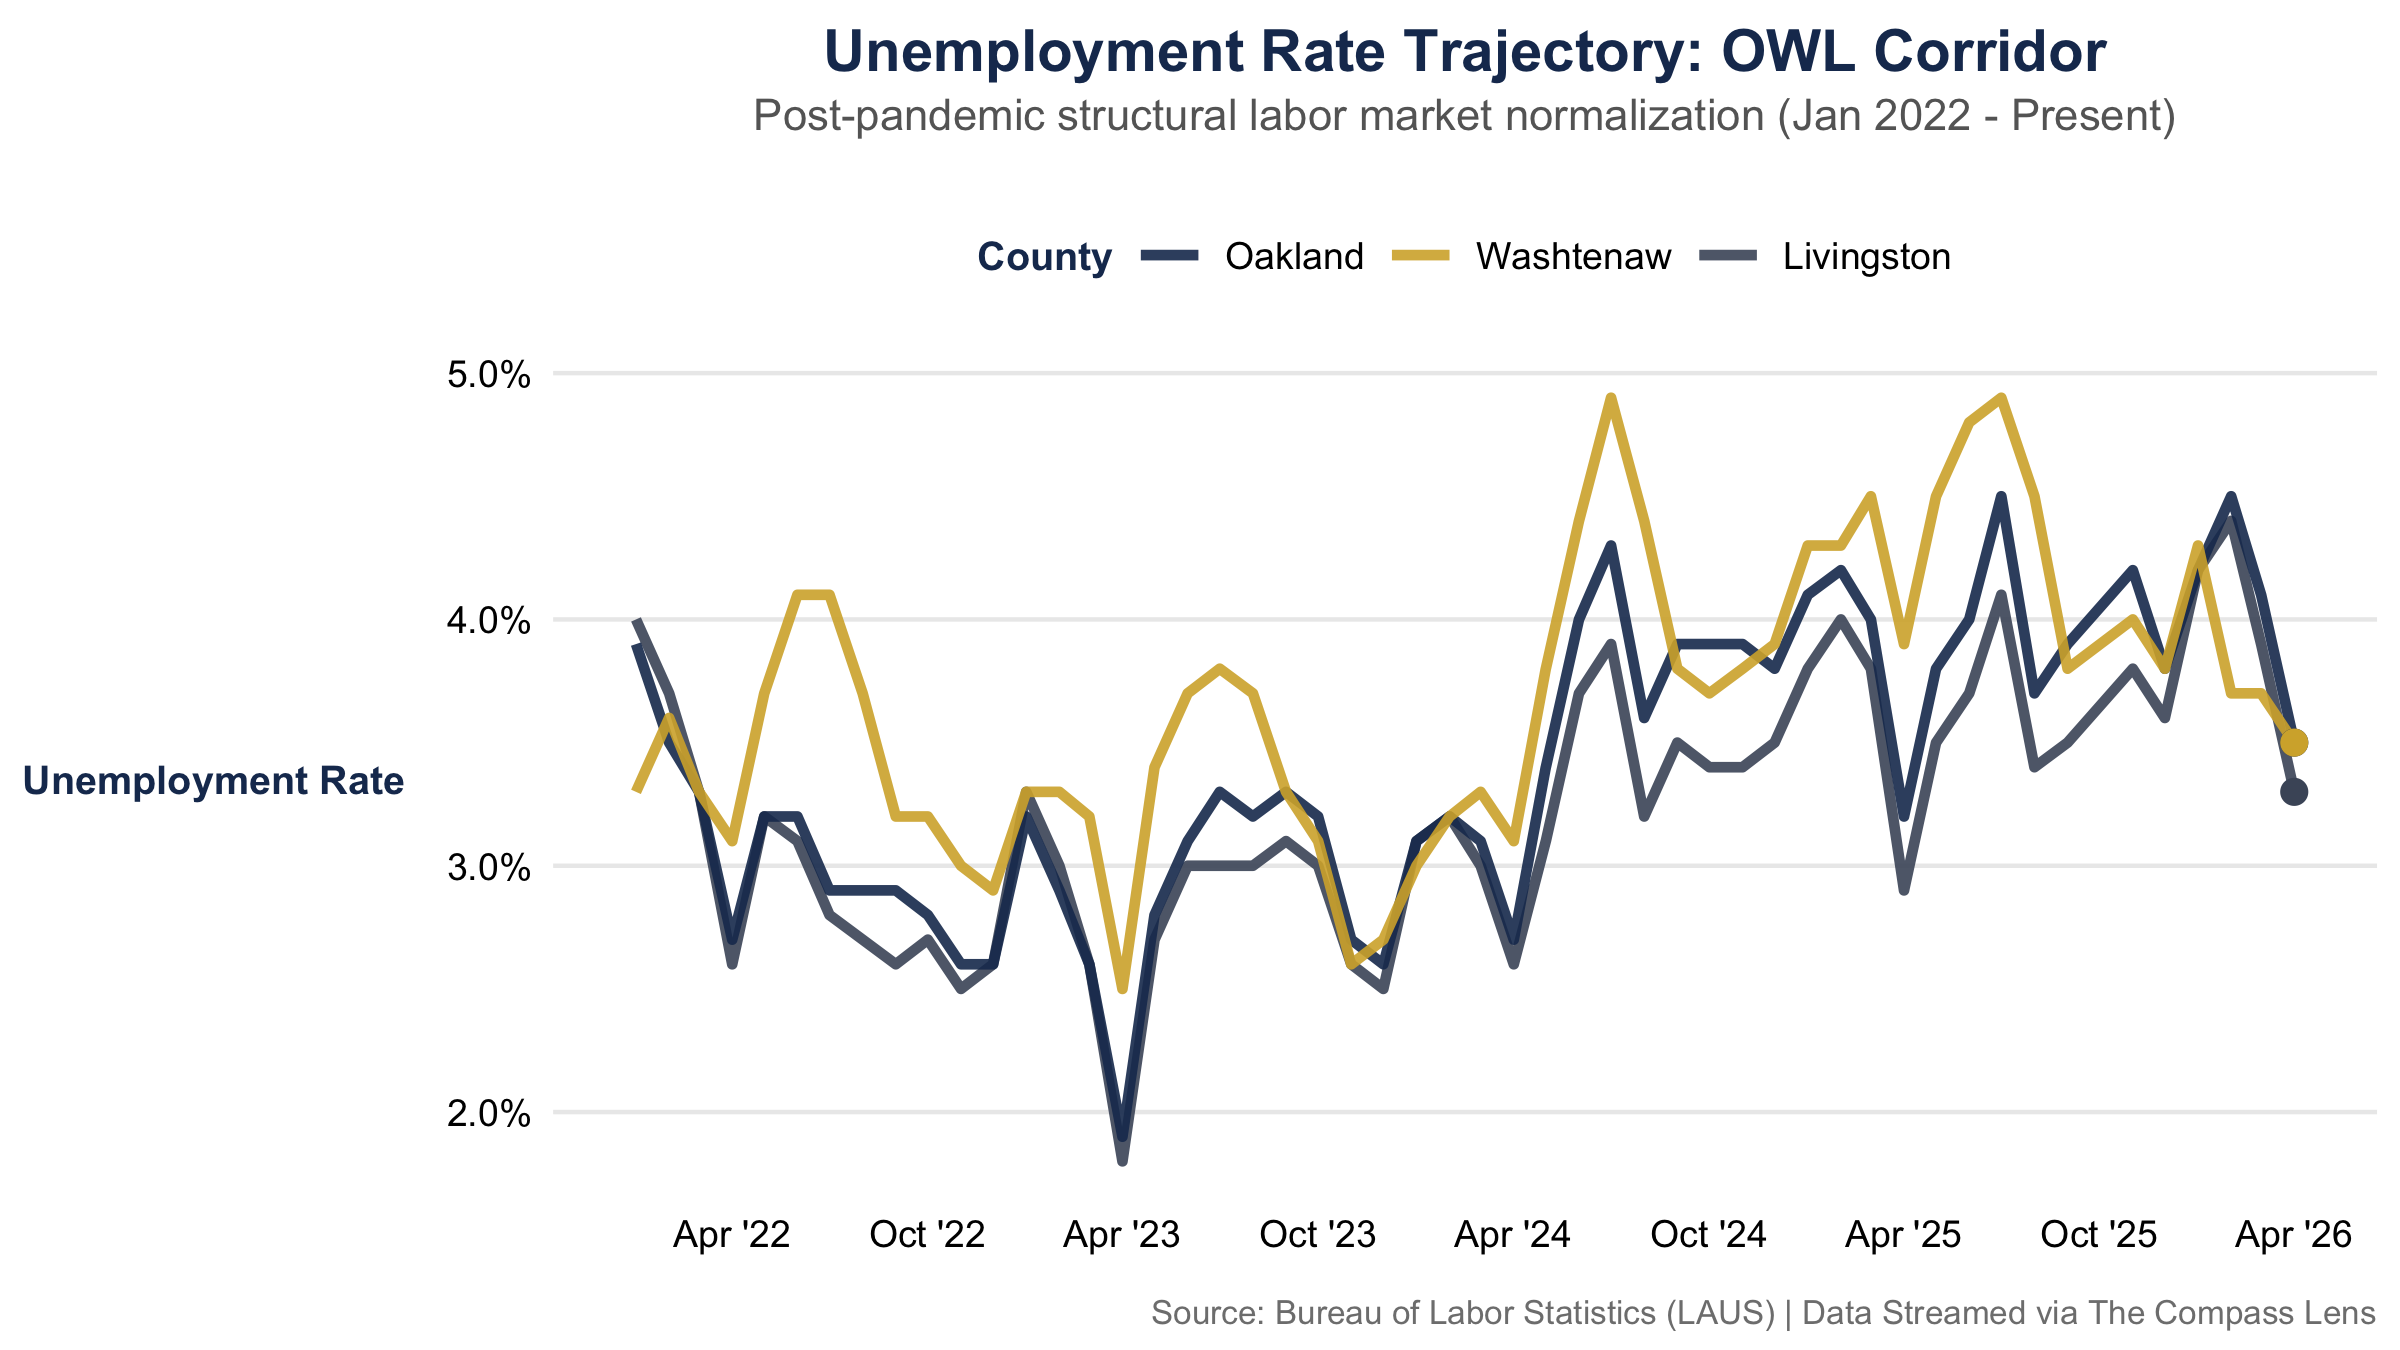 Unemployment Rate Trajectory: OWL Corridor
Post-pandemic structural labor market normalization (Jan 2022 - Present)
County Oakland Washtenaw Livingston
5.0%
4.0%
Unemployment Rate
3.0%
2.0%
Apr '22 Oct '22 Apr '23 Oct '23 Apr '24 Oct '24 Apr '25 Oct '25 Apr '26
Source: Bureau of Labor Statistics (LAUS) | Data Streamed via The Compass Lens